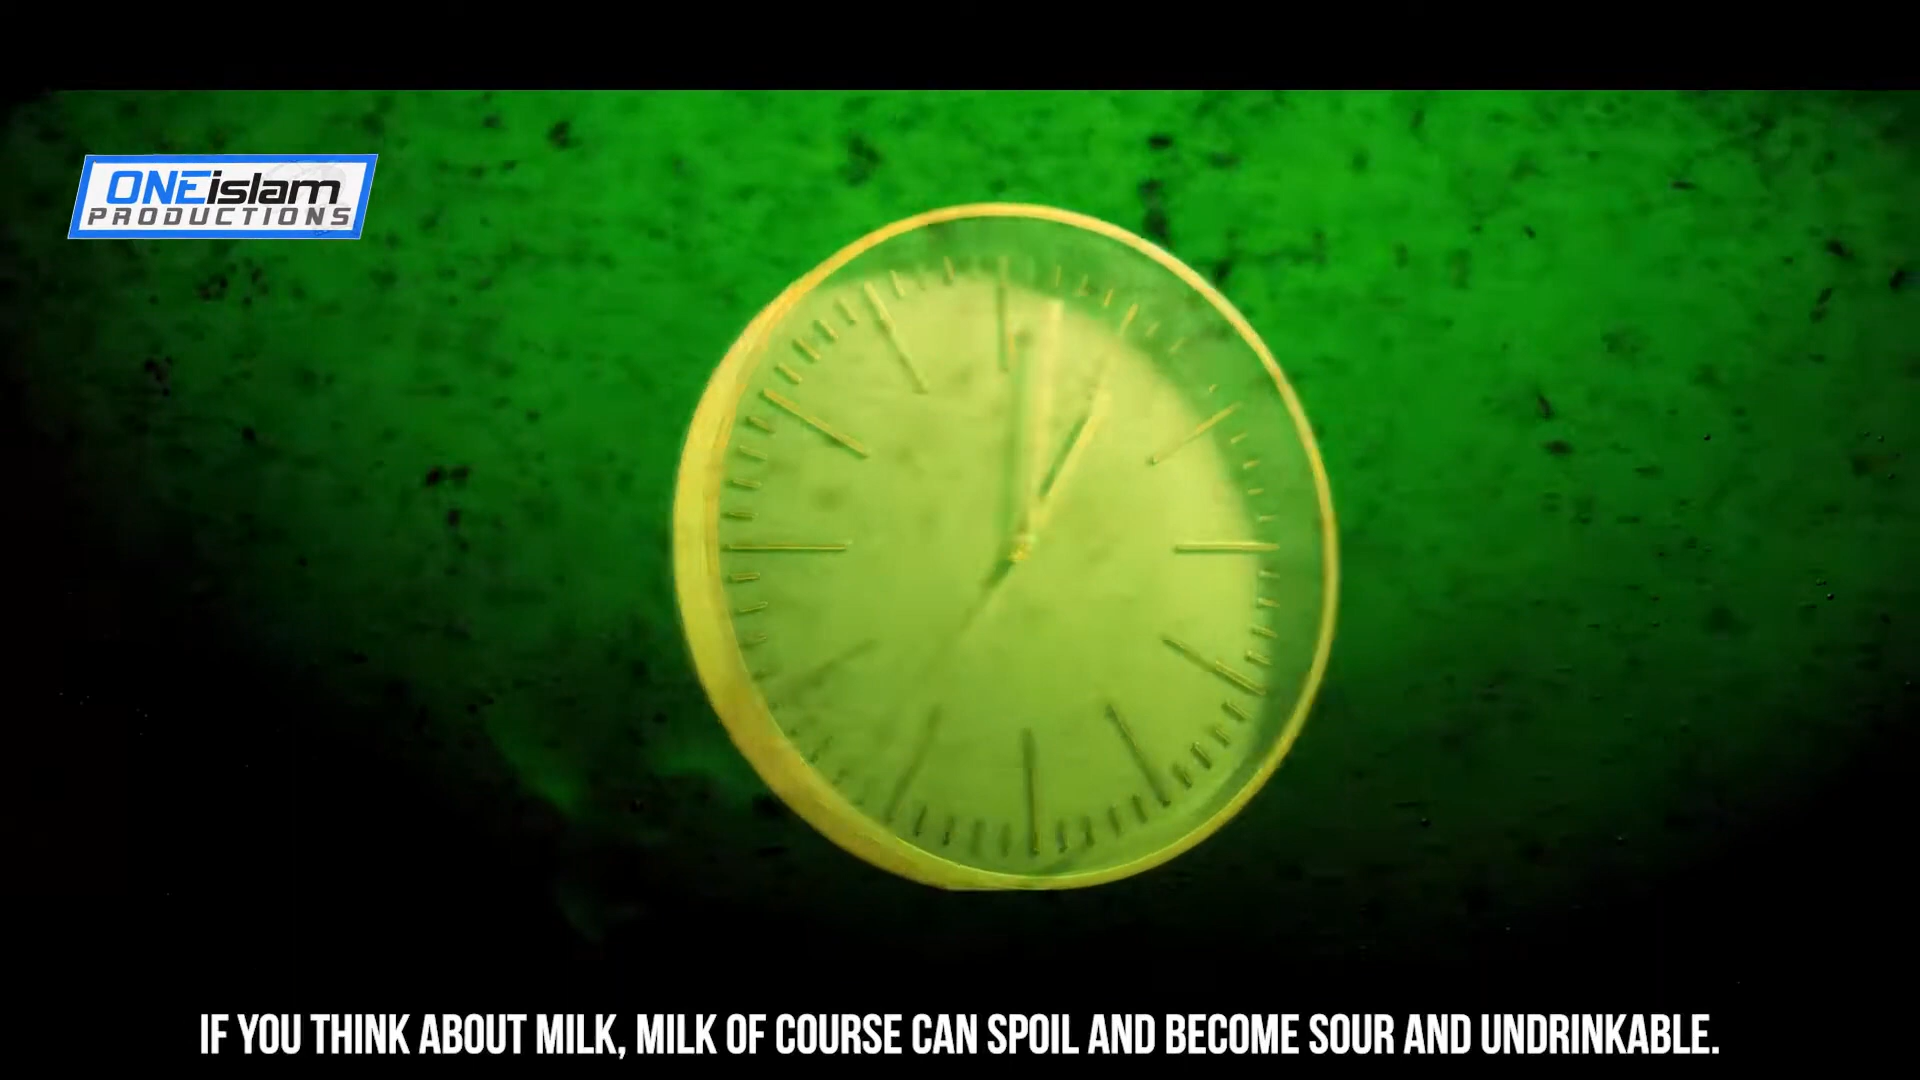 ONEislam
PRODUCTIONS
IF YOU THINK ABOUT MILK, MILK OF COURSE CAN SPOIL AND BECOME SOUR AND UNDRINKABLE.